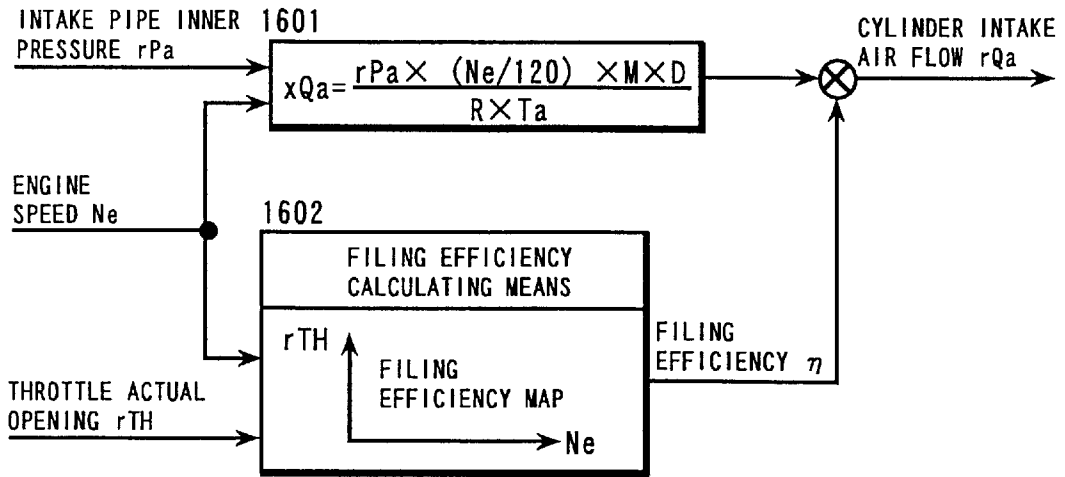 INTAKE PIPE INNER
PRESSURE rPa
1601
xQa= rPa× (Ne/120) ×M×D
R×Ta
CYLINDER INTAKE
AIR FLOW rQa
ENGINE
SPEED Ne
1602
FILING EFFICIENCY
CALCULATING MEANS
rTH
FILING
EFFICIENCY MAP
Ne
FILING
EFFICIENCY η
THROTTLE ACTUAL
OPENING rTH